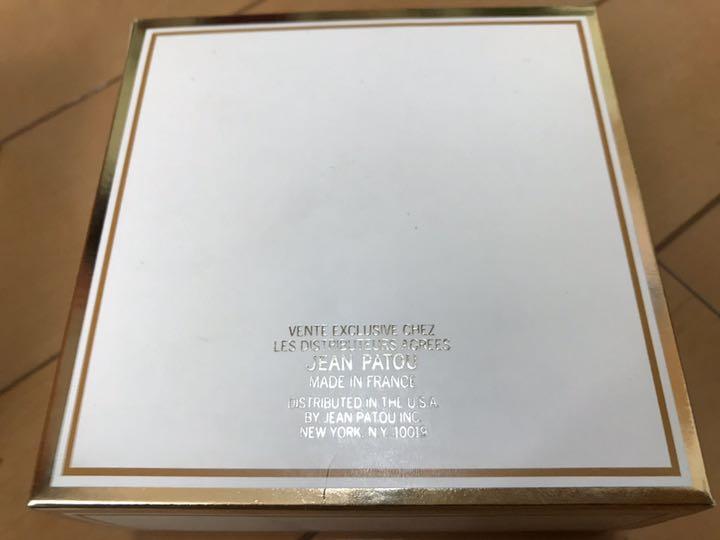 VENTE EXCLUSIVE CHEZ
LES DISTRIBUTEURS AGREES
JEAN PATOU
MADE IN FRANCE
DISTRIBUTED IN THE U.S.A.
BY JEAN PATOU INC.
NEW YORK, N.Y. 10019